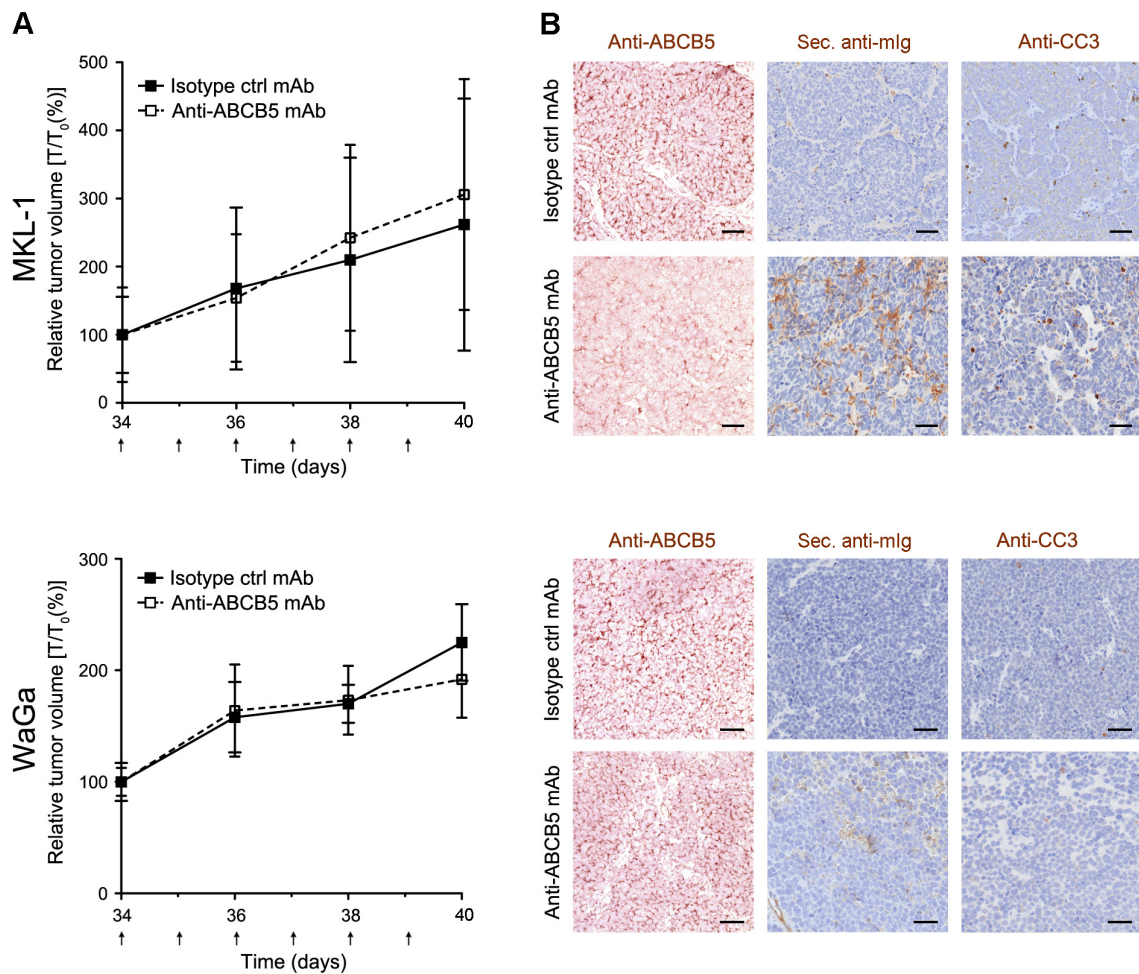 A
MKL-1
Relative tumor volume [T/T₀(%)]
500
400
300
200
100
0
Isotype ctrl mAb
Anti-ABCB5 mAb
34
36
38
40
Time (days)
B
Anti-ABCB5
Sec. anti-mIg
Anti-CC3
Isotype ctrl mAb
Anti-ABCB5 mAb
WaGa
Relative tumor volume [T/T₀(%)]
300
200
100
0
Isotype ctrl mAb
Anti-ABCB5 mAb
34
36
38
40
Time (days)
Anti-ABCB5
Sec. anti-mIg
Anti-CC3
Isotype ctrl mAb
Anti-ABCB5 mAb